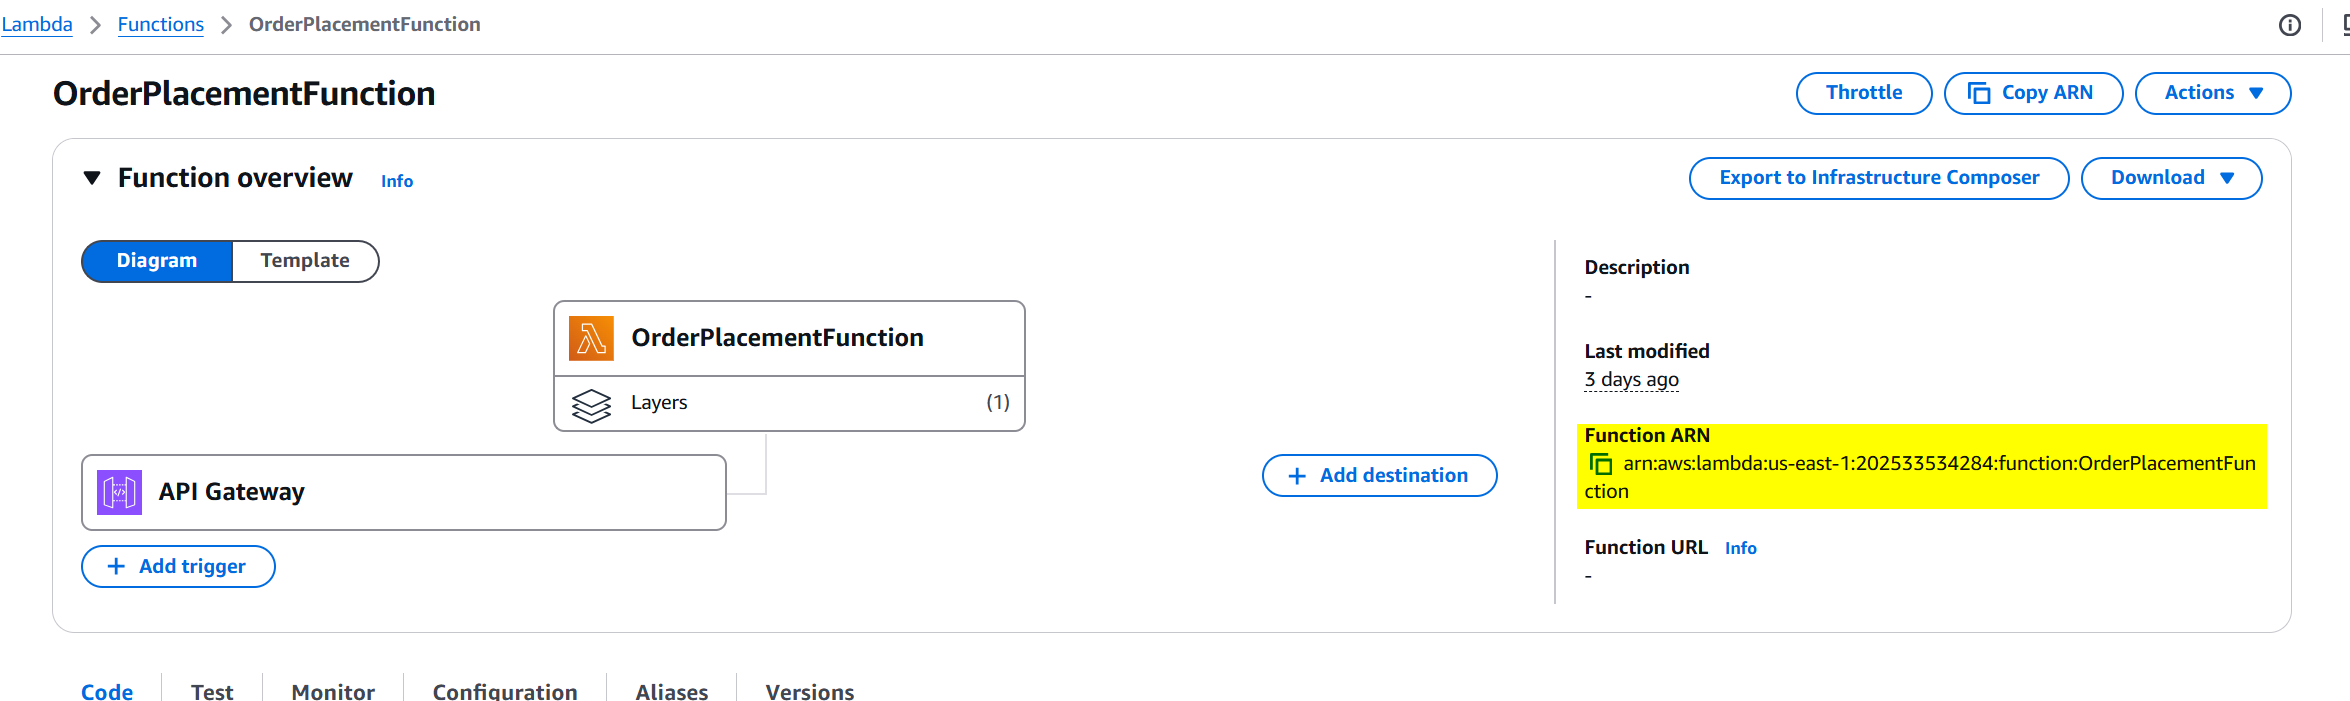 Lambda > Functions > OrderPlacementFunction
OrderPlacementFunction
Throttle
Copy ARN
Actions
Function overview Info
Export to Infrastructure Composer
Download
Diagram
Template
OrderPlacementFunction
Layers (1)
API Gateway
+ Add trigger
+ Add destination
Description
-
Last modified
3 days ago
Function ARN
arn:aws:lambda:us-east-1:202533534284:function:OrderPlacementFun
ction
Function URL Info
-
Code
Test
Monitor
Configuration
Aliases
Versions